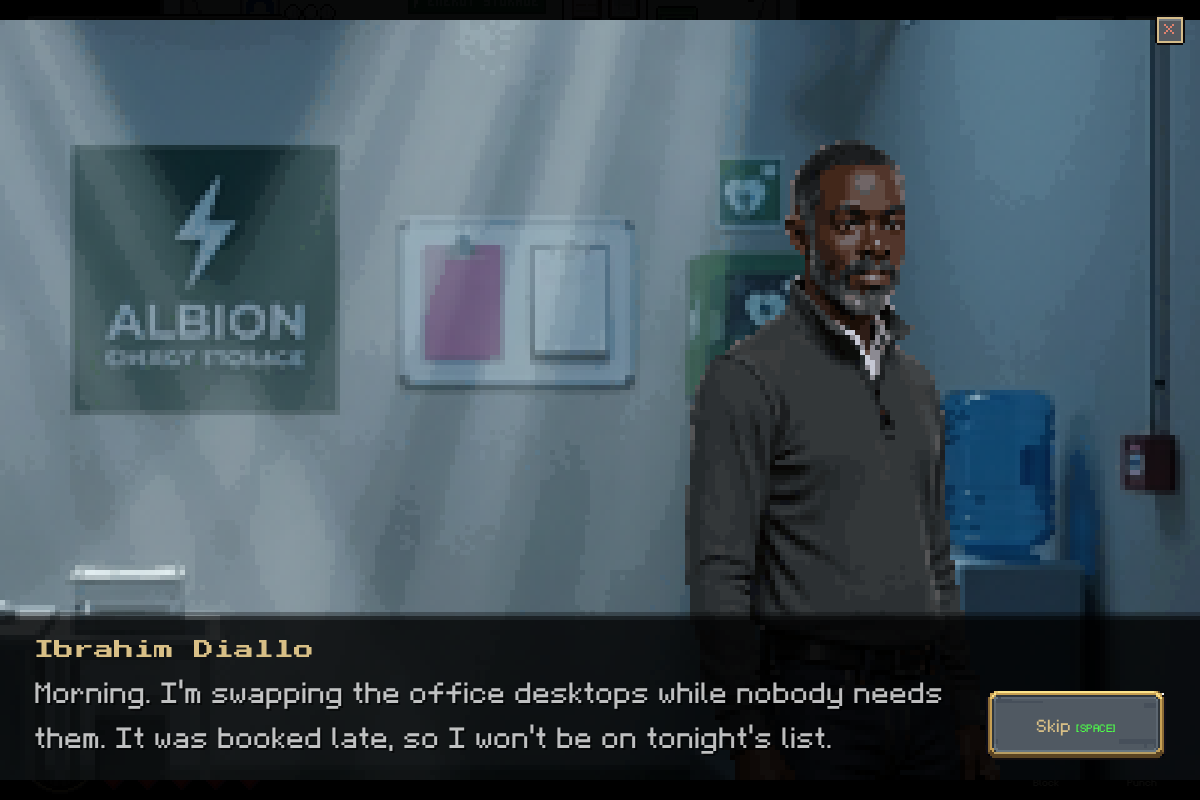 ALBION
Ibrahim Diallo
Morning. I'm swapping the office desktops while nobody needs
them. It was booked late, so I won't be on tonight's list.
Skip [SPACE]